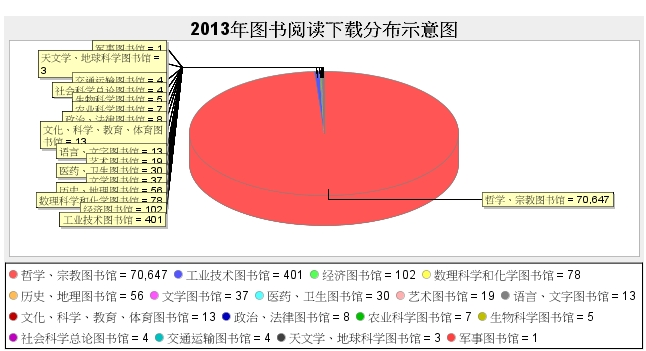 2013年图书阅读下载分布示意图
军事图书馆 = 1
天文学、地球科学图书馆 =
3
交通运输图书馆 = 4
社会科学总论图书馆 = 4
生物科学图书馆 = 5
农业科学图书馆 = 7
政治、法律图书馆 = 8
文化、科学、教育、体育图
书馆 = 13
语言、文字图书馆 = 13
艺术图书馆 = 19
医药、卫生图书馆 = 30
文学图书馆 = 37
历史、地理图书馆 = 56
数理科学和化学图书馆 = 78
经济图书馆 = 102
工业技术图书馆 = 401
哲学、宗教图书馆 = 70,647
哲学、宗教图书馆 = 70,647 工业技术图书馆 = 401 经济图书馆 = 102 数理科学和化学图书馆 = 78
历史、地理图书馆 = 56 文学图书馆 = 37 医药、卫生图书馆 = 30 艺术图书馆 = 19 语言、文字图书馆 = 13
文化、科学、教育、体育图书馆 = 13 政治、法律图书馆 = 8 农业科学图书馆 = 7 生物科学图书馆 = 5
社会科学总论图书馆 = 4 交通运输图书馆 = 4 天文学、地球科学图书馆 = 3 军事图书馆 = 1